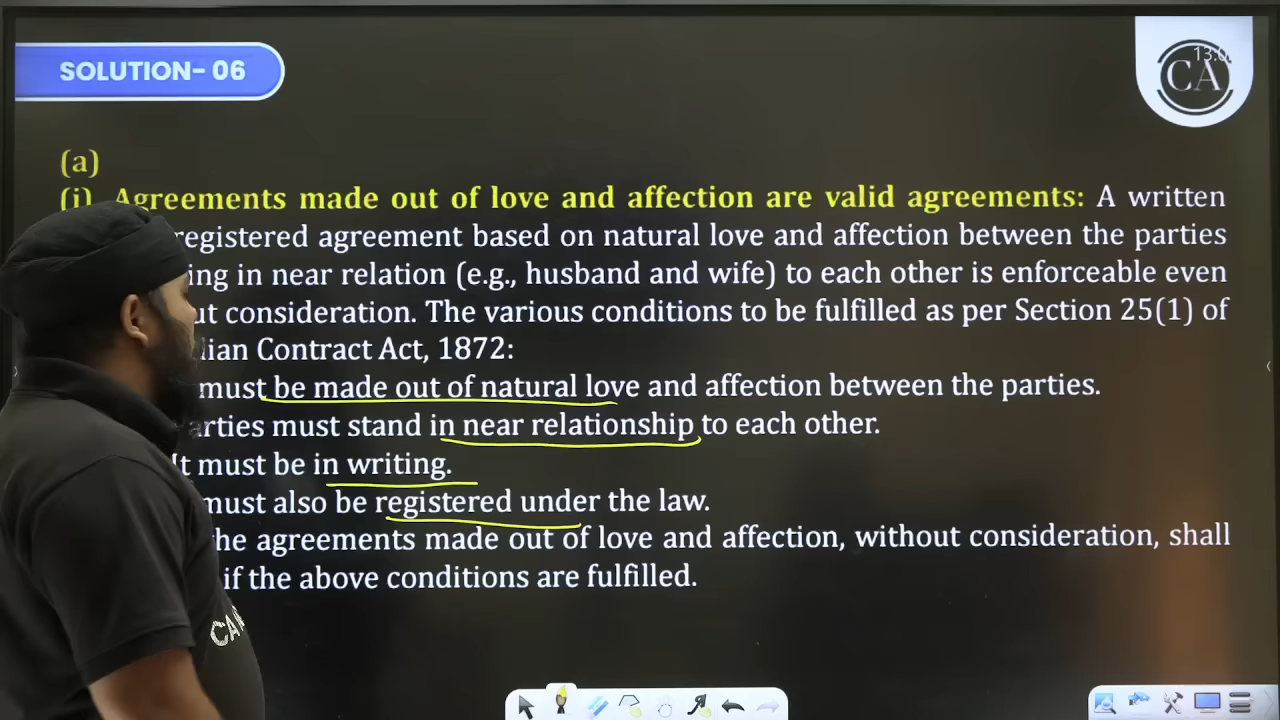 SOLUTION- 06
13:0
CA
(a)
(i) Agreements made out of love and affection are valid agreements: A written
registered agreement based on natural love and affection between the parties
ing in near relation (e.g., husband and wife) to each other is enforceable even
ut consideration. The various conditions to be fulfilled as per Section 25(1) of
dian Contract Act, 1872:
must be made out of natural love and affection between the parties.
arties must stand in near relationship to each other.
It must be in writing.
must also be registered under the law.
he agreements made out of love and affection, without consideration, shall
if the above conditions are fulfilled.
CA